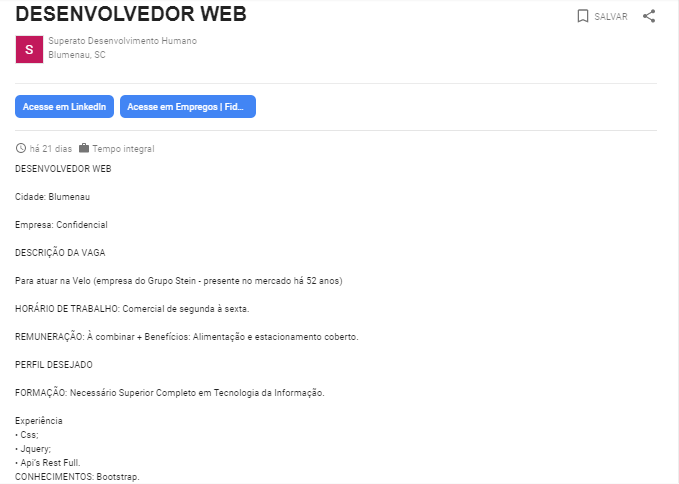 DESENVOLVEDOR WEB
SALVAR
S
Superato Desenvolvimento Humano
Blumenau, SC
Acesse em LinkedIn
Acesse em Empregos | Fid...
há 21 dias
Tempo integral
DESENVOLVEDOR WEB
Cidade: Blumenau
Empresa: Confidencial
DESCRIÇÃO DA VAGA
Para atuar na Velo (empresa do Grupo Stein - presente no mercado há 52 anos)
HORÁRIO DE TRABALHO: Comercial de segunda à sexta.
REMUNERAÇÃO: À combinar + Benefícios: Alimentação e estacionamento coberto.
PERFIL DESEJADO
FORMAÇÃO: Necessário Superior Completo em Tecnologia da Informação.
Experiência
• Css;
• Jquery;
• Api's Rest Full.
CONHECIMENTOS: Bootstrap.